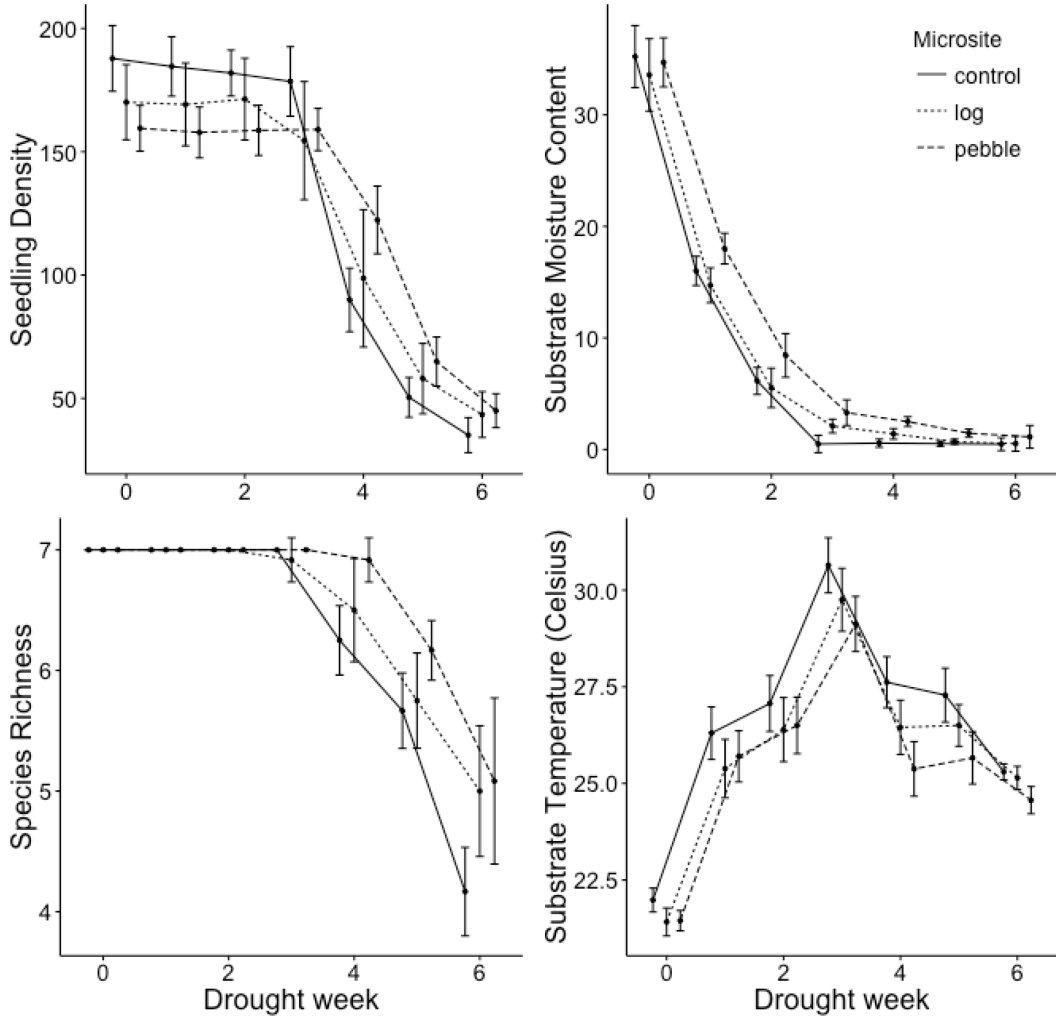 Seedling Density
200
150
100
50
0 2 4 6
Substrate Moisture Content
30
20
10
0
0 2 4 6
Microsite
control
log
pebble
Species Richness
7
6
5
4
0 2 4 6
Drought week
Substrate Temperature (Celsius)
30.0
27.5
25.0
22.5
0 2 4 6
Drought week